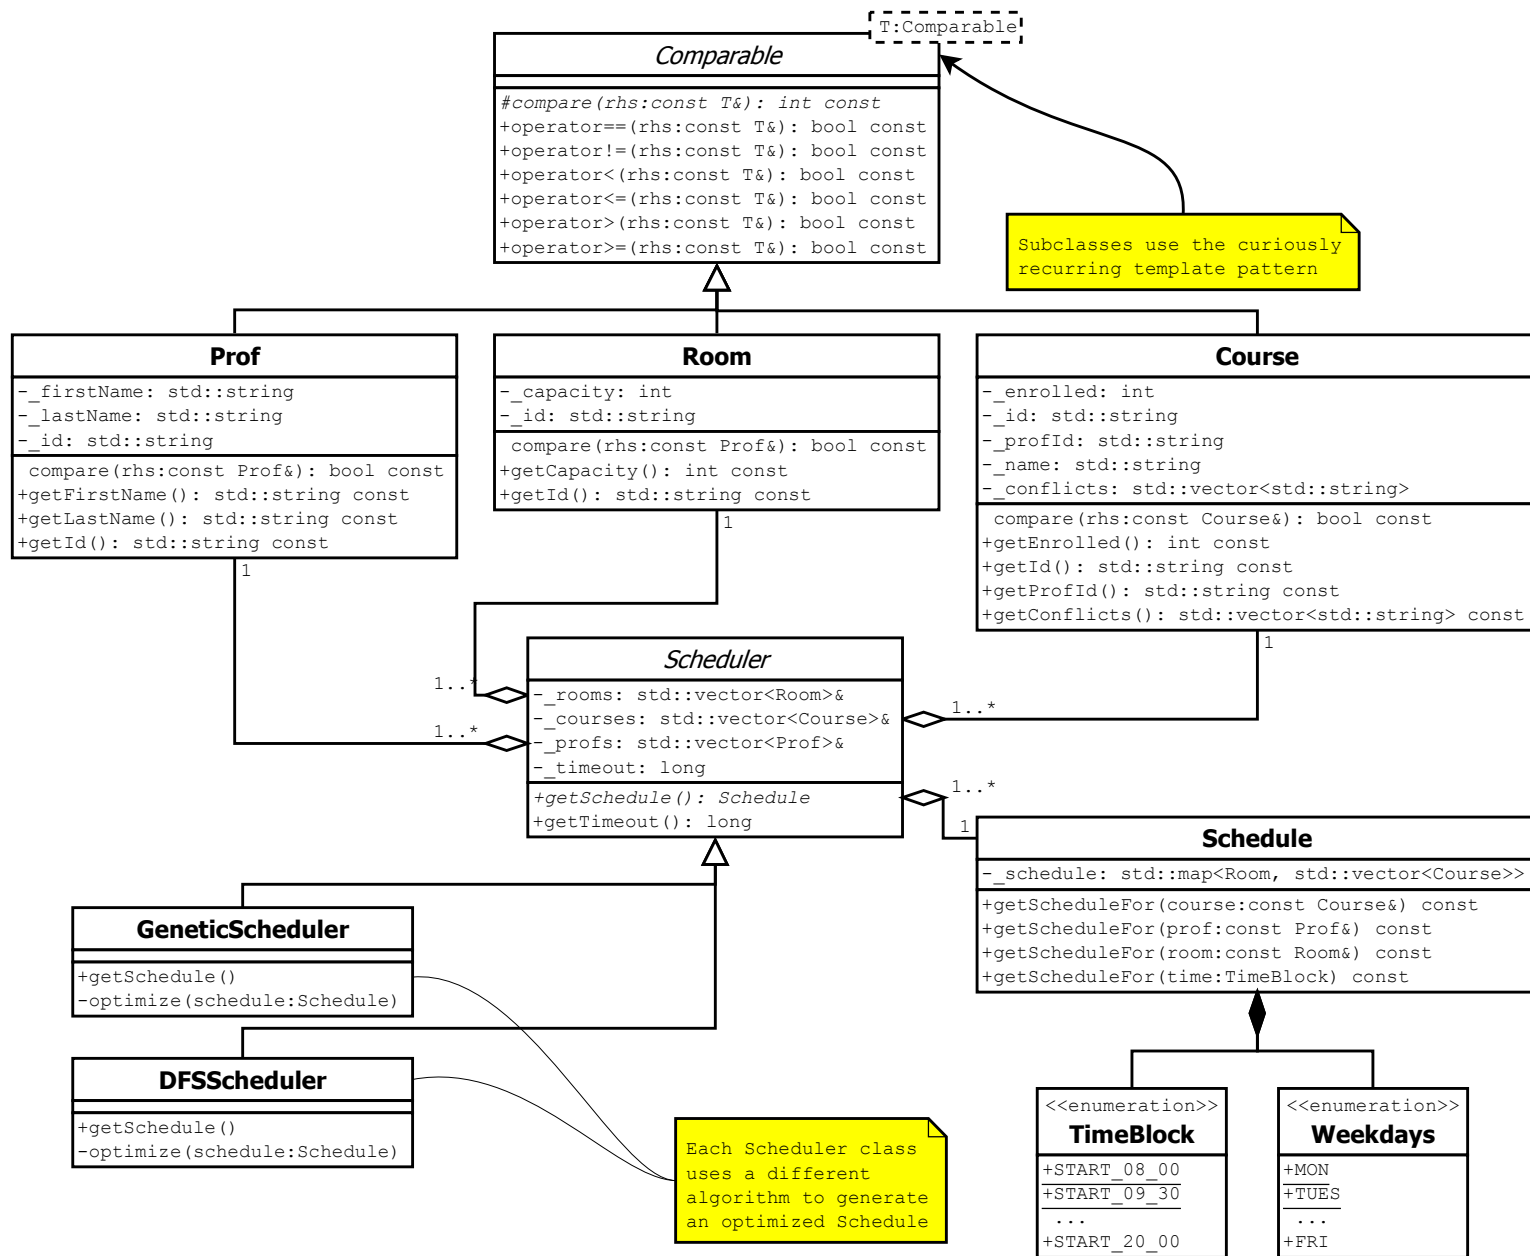 T:Comparable
Comparable
#compare(rhs:const T&): int const
+operator==(rhs:const T&): bool const
+operator!=(rhs:const T&): bool const
+operator<(rhs:const T&): bool const
+operator<=(rhs:const T&): bool const
+operator>(rhs:const T&): bool const
+operator>=(rhs:const T&): bool const
Subclasses use the curiously
recurring template pattern
Prof
-_firstName: std::string
-_lastName: std::string
-_id: std::string
compare(rhs:const Prof&): bool const
+getFirstName(): std::string const
+getLastName(): std::string const
+getId(): std::string const
1
Room
-_capacity: int
-_id: std::string
compare(rhs:const Prof&): bool const
+getCapacity(): int const
+getId(): std::string const
1
Course
-_enrolled: int
-_id: std::string
-_profId: std::string
-_name: std::string
-_conflicts: std::vector<std::string>
compare(rhs:const Course&): bool const
+getEnrolled(): int const
+getId(): std::string const
+getProfId(): std::string const
+getConflicts(): std::vector<std::string> const
1
Scheduler
1..*
-_rooms: std::vector<Room>&
-_courses: std::vector<Course>&
1..*
1..*
-_profs: std::vector<Prof>&
-_timeout: long
+getSchedule(): Schedule
+getTimeout(): long
1..*
1
Schedule
-_schedule: std::map<Room, std::vector<Course>>
+getScheduleFor(course:const Course&) const
+getScheduleFor(prof:const Prof&) const
+getScheduleFor(room:const Room&) const
+getScheduleFor(time:TimeBlock) const
GeneticScheduler
+getSchedule()
-optimize(schedule:Schedule)
DFSScheduler
+getSchedule()
-optimize(schedule:Schedule)
Each Scheduler class
uses a different
algorithm to generate
an optimized Schedule
<<enumeration>>
TimeBlock
+START_08_00
+START_09_30
...
+START_20_00
<<enumeration>>
Weekdays
+MON
+TUES
...
+FRI